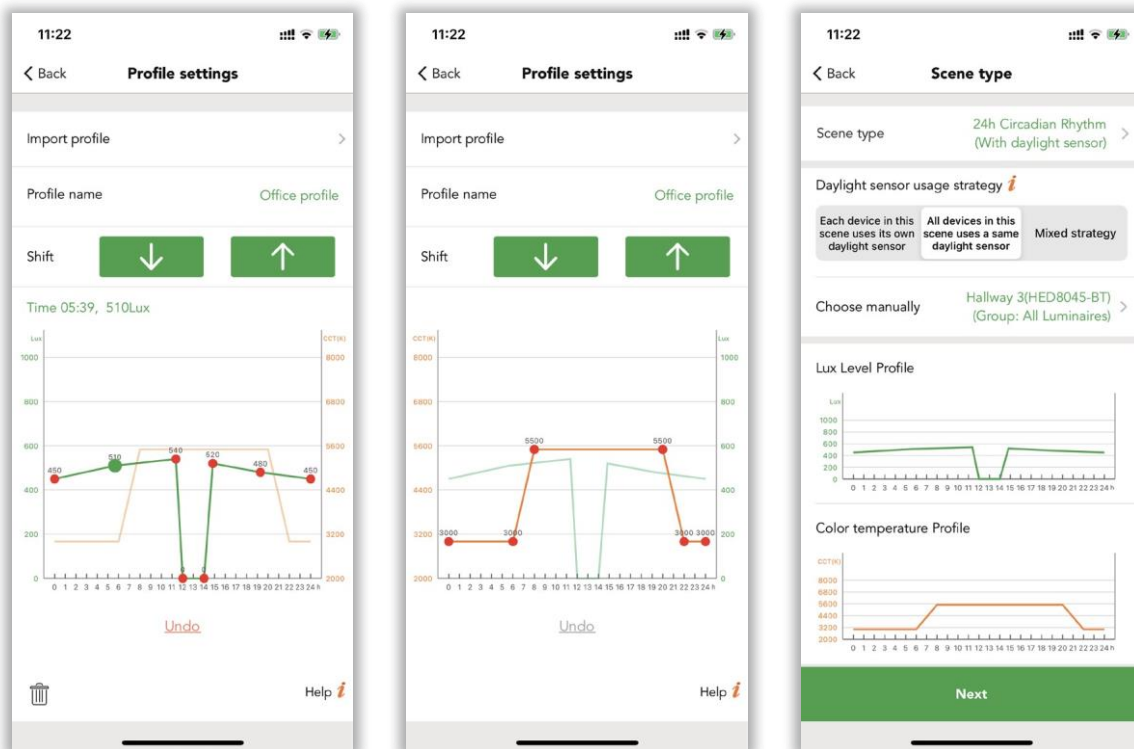 11:22
Back
Profile settings
Import profile
Profile name
Office profile
Shift
Time 05:39, 510Lux
Lux
CCT(K)
1000
8000
800
6800
600
5600
400
4400
200
3200
0
2000
450
510
540
0
0
520
480
450
0 1 2 3 4 5 6 7 8 9 10 11 12 13 14 15 16 17 18 19 20 21 22 23 24 h
Undo
Help i
11:22
Back
Profile settings
Import profile
Profile name
Office profile
Shift
CCT(K)
Lux
8000
1000
6800
800
5600
600
4400
400
3200
200
2000
0
3000
3000
5500
5500
3000
3000
0 1 2 3 4 5 6 7 8 9 10 11 12 13 14 15 16 17 18 19 20 21 22 23 24 h
Undo
Help i
11:22
Back
Scene type
Scene type
24h Circadian Rhythm
(With daylight sensor)
Daylight sensor usage strategy i
Each device in this
scene uses its own
daylight sensor
All devices in this
scene uses a same
daylight sensor
Mixed strategy
Choose manually
Hallway 3(HED8045-BT)
(Group: All Luminaires)
Lux Level Profile
Lux
1000
800
600
400
200
0
0 1 2 3 4 5 6 7 8 9 10 11 12 13 14 15 16 17 18 19 20 21 22 23 24 h
Color temperature Profile
CCT(K)
8000
6800
5600
4400
3200
2000
0 1 2 3 4 5 6 7 8 9 10 11 12 13 14 15 16 17 18 19 20 21 22 23 24 h
Next